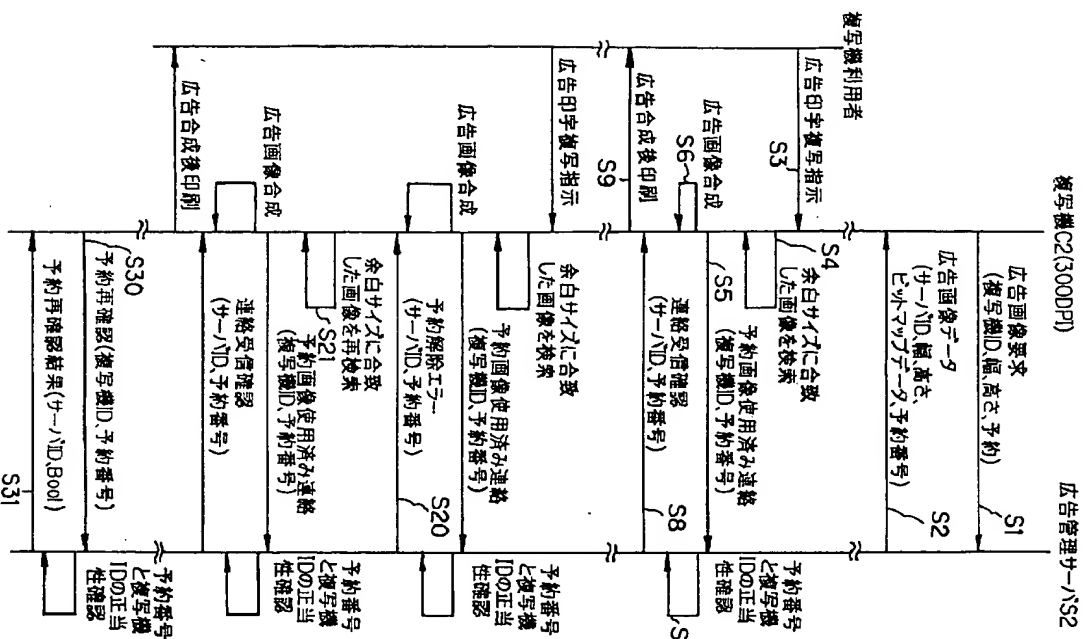 複写機利用者
複写機C2(300DPI)
広告管理サーバS2
広告画像要求
(複写機ID,幅,高さ,予約)
S1
広告画像データ
(サーバID,幅,高さ,
ビットマップデータ,予約番号)
S2
広告印字複写指示
S3
S4
余白サイズに合致
した画像を検索
予約画像使用済み連絡
(複写機ID,予約番号)
S5
広告画像合成
S6
予約番号
と複写機
IDの正当
性確認
S
連絡受信確認
(サーバID,予約番号)
S8
S9
広告合成後印刷
広告印字複写指示
余白サイズに合致
した画像を検索
予約画像使用済み連絡
(複写機ID,予約番号)
予約番号
と複写機
IDの正当
性確認
広告画像合成
予約解除エラー
(サーバID,予約番号)
S20
余白サイズに合致
した画像を再検索
S21
予約画像使用済み連絡
(複写機ID,予約番号)
予約番号
と複写機
IDの正当
性確認
広告画像合成
連絡受信確認
(サーバID,予約番号)
広告合成後印刷
S30
予約再確認(複写機ID,予約番号)
予約番号
と複写機
IDの正当
性確認
予約再確認結果(サーバID,Bool)
S31